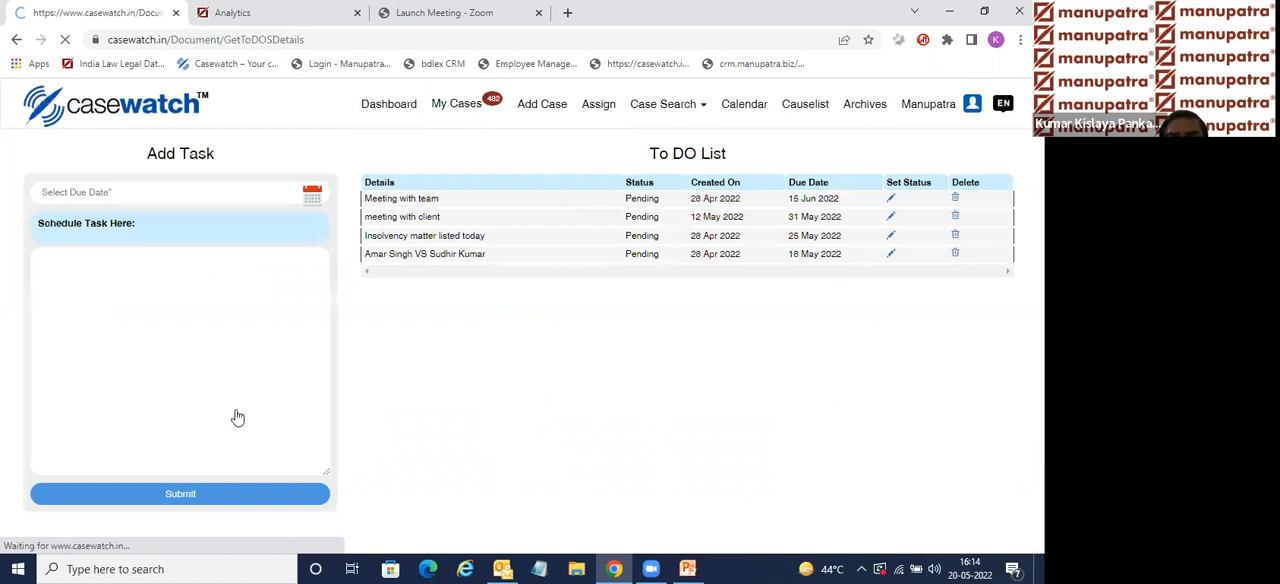 https://www.casewatch.in/Docum
Analytics
Launch Meeting - Zoom
casewatch.in/Document/GetToDOSDetails
K
Apps
India Law Legal Dat...
Casewatch – Your c...
Login - Manupatra...
bdlex CRM
Employee Manage...
https://casewatch.i...
crm.manupatra.biz/...
casewatch™
Dashboard
My Cases
482
Add Case
Assign
Case Search
Calendar
Causelist
Archives
Manupatra
EN
manupatra® manupatra®
manupatra® manupatra®
manupatra® manupatra®
manupatra® manupatra®
manupatra® manupatra®
Kumar Kislaya Panka...
manupatra
Add Task
To DO List
Select Due Date*
Schedule Task Here:
Submit
Details Status Created On Due Date Set Status Delete
Meeting with team Pending 28 Apr 2022 15 Jun 2022
meeting with client Pending 12 May 2022 31 May 2022
Insolvency matter listed today Pending 28 Apr 2022 25 May 2022
Amar Singh VS Sudhir Kumar Pending 28 Apr 2022 18 May 2022
Waiting for www.casewatch.in...
Type here to search
44°C
16:14
20-05-2022
7